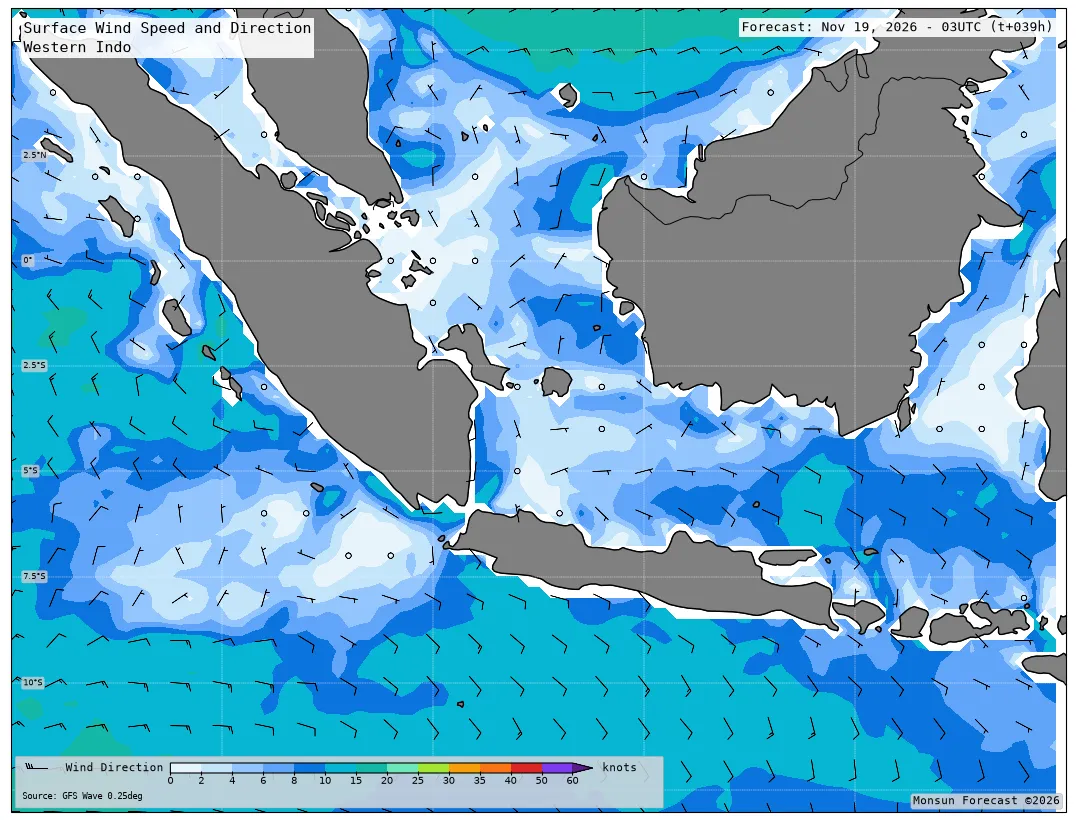 Surface Wind Speed and Direction
Western Indo
Forecast: Nov 19, 2026 - 03UTC (t+039h)
2.5°N
0°
2.5°S
5°S
7.5°S
10°S
Wind Direction
0 2 4 6 8 10 15 20 25 30 35 40 50 60
knots
Source: GFS Wave 0.25deg
Monsun Forecast ©2026